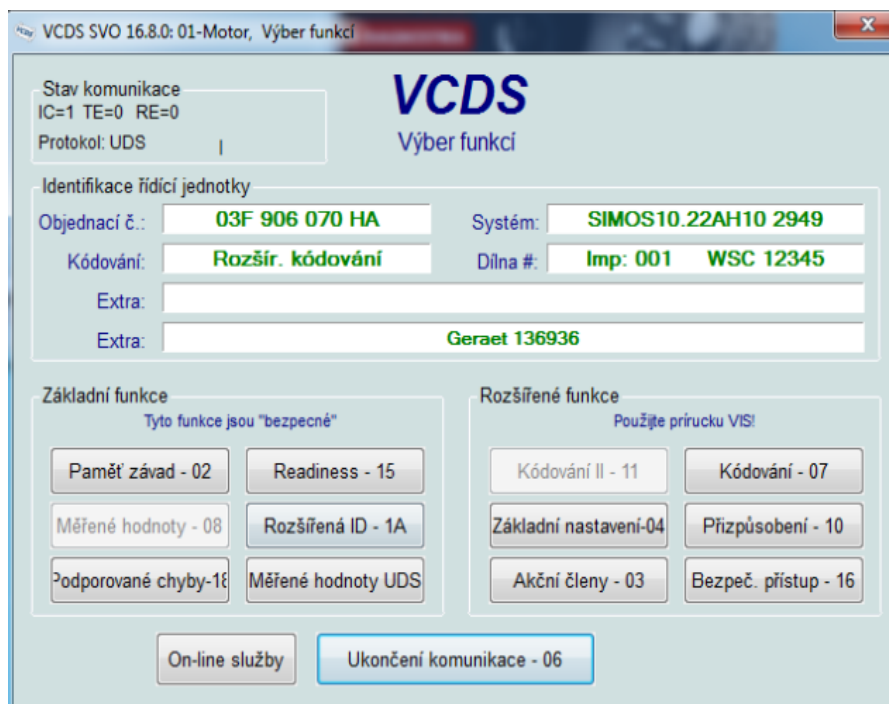 VCDS SVO 16.8.0: 01-Motor, Výběr funkcí
Stav komunikace
IC=1 TE=0 RE=0
Protokol: UDS
VCDS
Výběr funkcí
Identifikace řídící jednotky
Objednací č.: 03F 906 070 HA Systém: SIMOS10.22AH10 2949
Kódování: Rozšír. kódování Dílna #: Imp: 001 WSC 12345
Extra:
Extra: Geraet 136936
Základní funkce
Tyto funkce jsou "bezpecné"
Paměť závad - 02 Readiness - 15
Měřené hodnoty - 08 Rozšířená ID - 1A
Podporované chyby-18 Měřené hodnoty UDS
Rozšířené funkce
Použijte prírucku VIS!
Kódování II - 11 Kódování - 07
Základní nastavení-04 Přizpůsobení - 10
Akční členy - 03 Bezpeč. přístup - 16
On-line služby Ukončení komunikace - 06